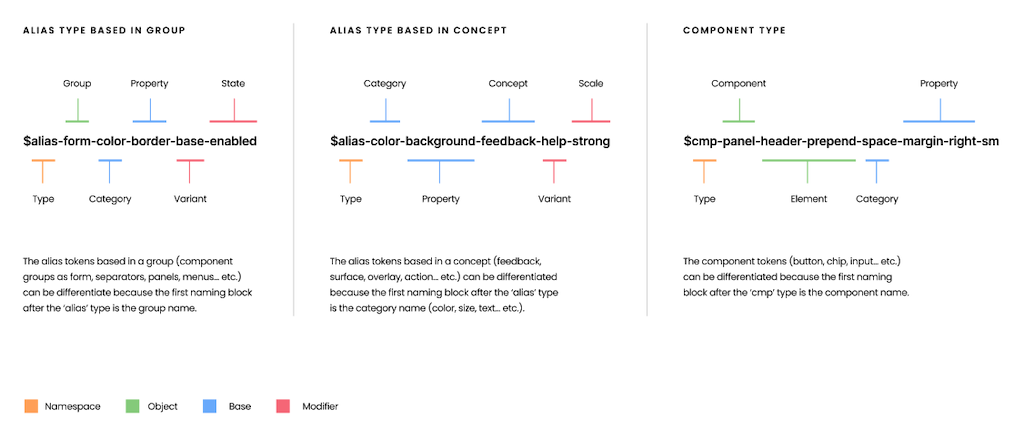 ALIAS TYPE BASED IN GROUP
Group Property State
$alias-form-color-border-base-enabled
Type Category Variant
The alias tokens based in a group (component
groups as form, separators, panels, menus... etc.)
can be differentiate because the first naming block
after the 'alias' type is the group name.
ALIAS TYPE BASED IN CONCEPT
Category Concept Scale
$alias-color-background-feedback-help-strong
Type Property Variant
The alias tokens based in a concept (feedback,
surface, overlay, action... etc.) can be differentiated
because the first naming block after the 'alias' type
is the category name (color, size, text... etc.).
COMPONENT TYPE
Component Property
$cmp-panel-header-prepend-space-margin-right-sm
Type Element Category
The component tokens (button, chip, input... etc.)
can be differentiated because the first naming
block after the 'cmp' type is the component name.
Namespace Object Base Modifier